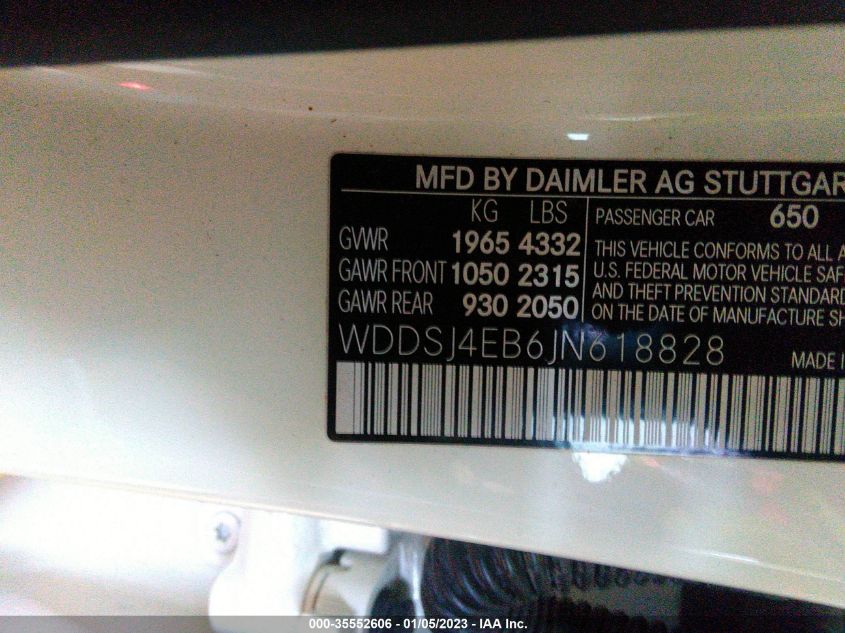 MFD BY DAIMLER AG STUTTGAR
KG LBS
GVWR 1965 4332
GAWR FRONT 1050 2315
GAWR REAR 930 2050
PASSENGER CAR 650
THIS VEHICLE CONFORMS TO ALL A
U.S. FEDERAL MOTOR VEHICLE SAF
AND THEFT PREVENTION STANDARD
ON THE DATE OF MANUFACTURE SH
WDDSJ4EB6JN618828
MADE I
000-35552606 - 01/05/2023 - IAA Inc.